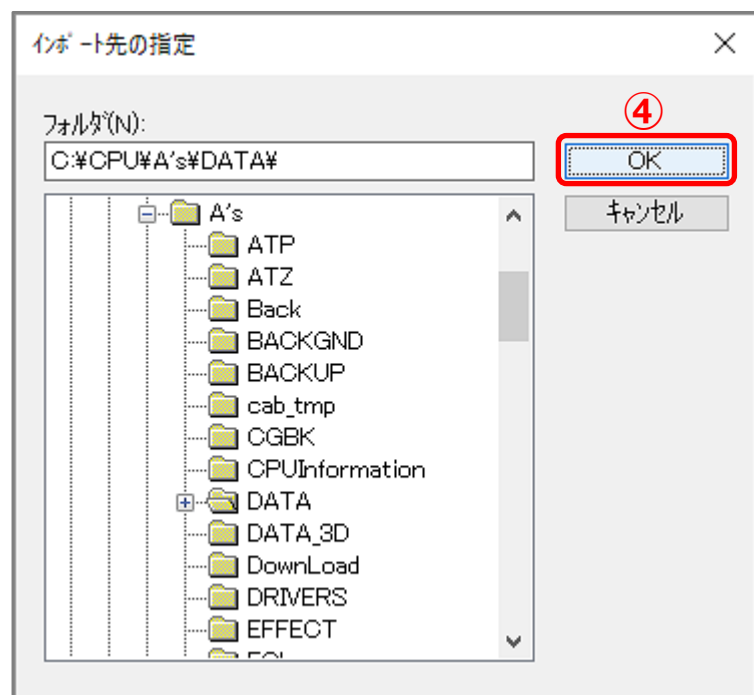 インポート先の指定
④
フォルダ(N):
C:¥CPU¥A's¥DATA¥
OK
キャンセル
A's
ATP
ATZ
Back
BACKGND
BACKUP
cab_tmp
CGBK
CPUInformation
DATA
DATA_3D
DownLoad
DRIVERS
EFFECT